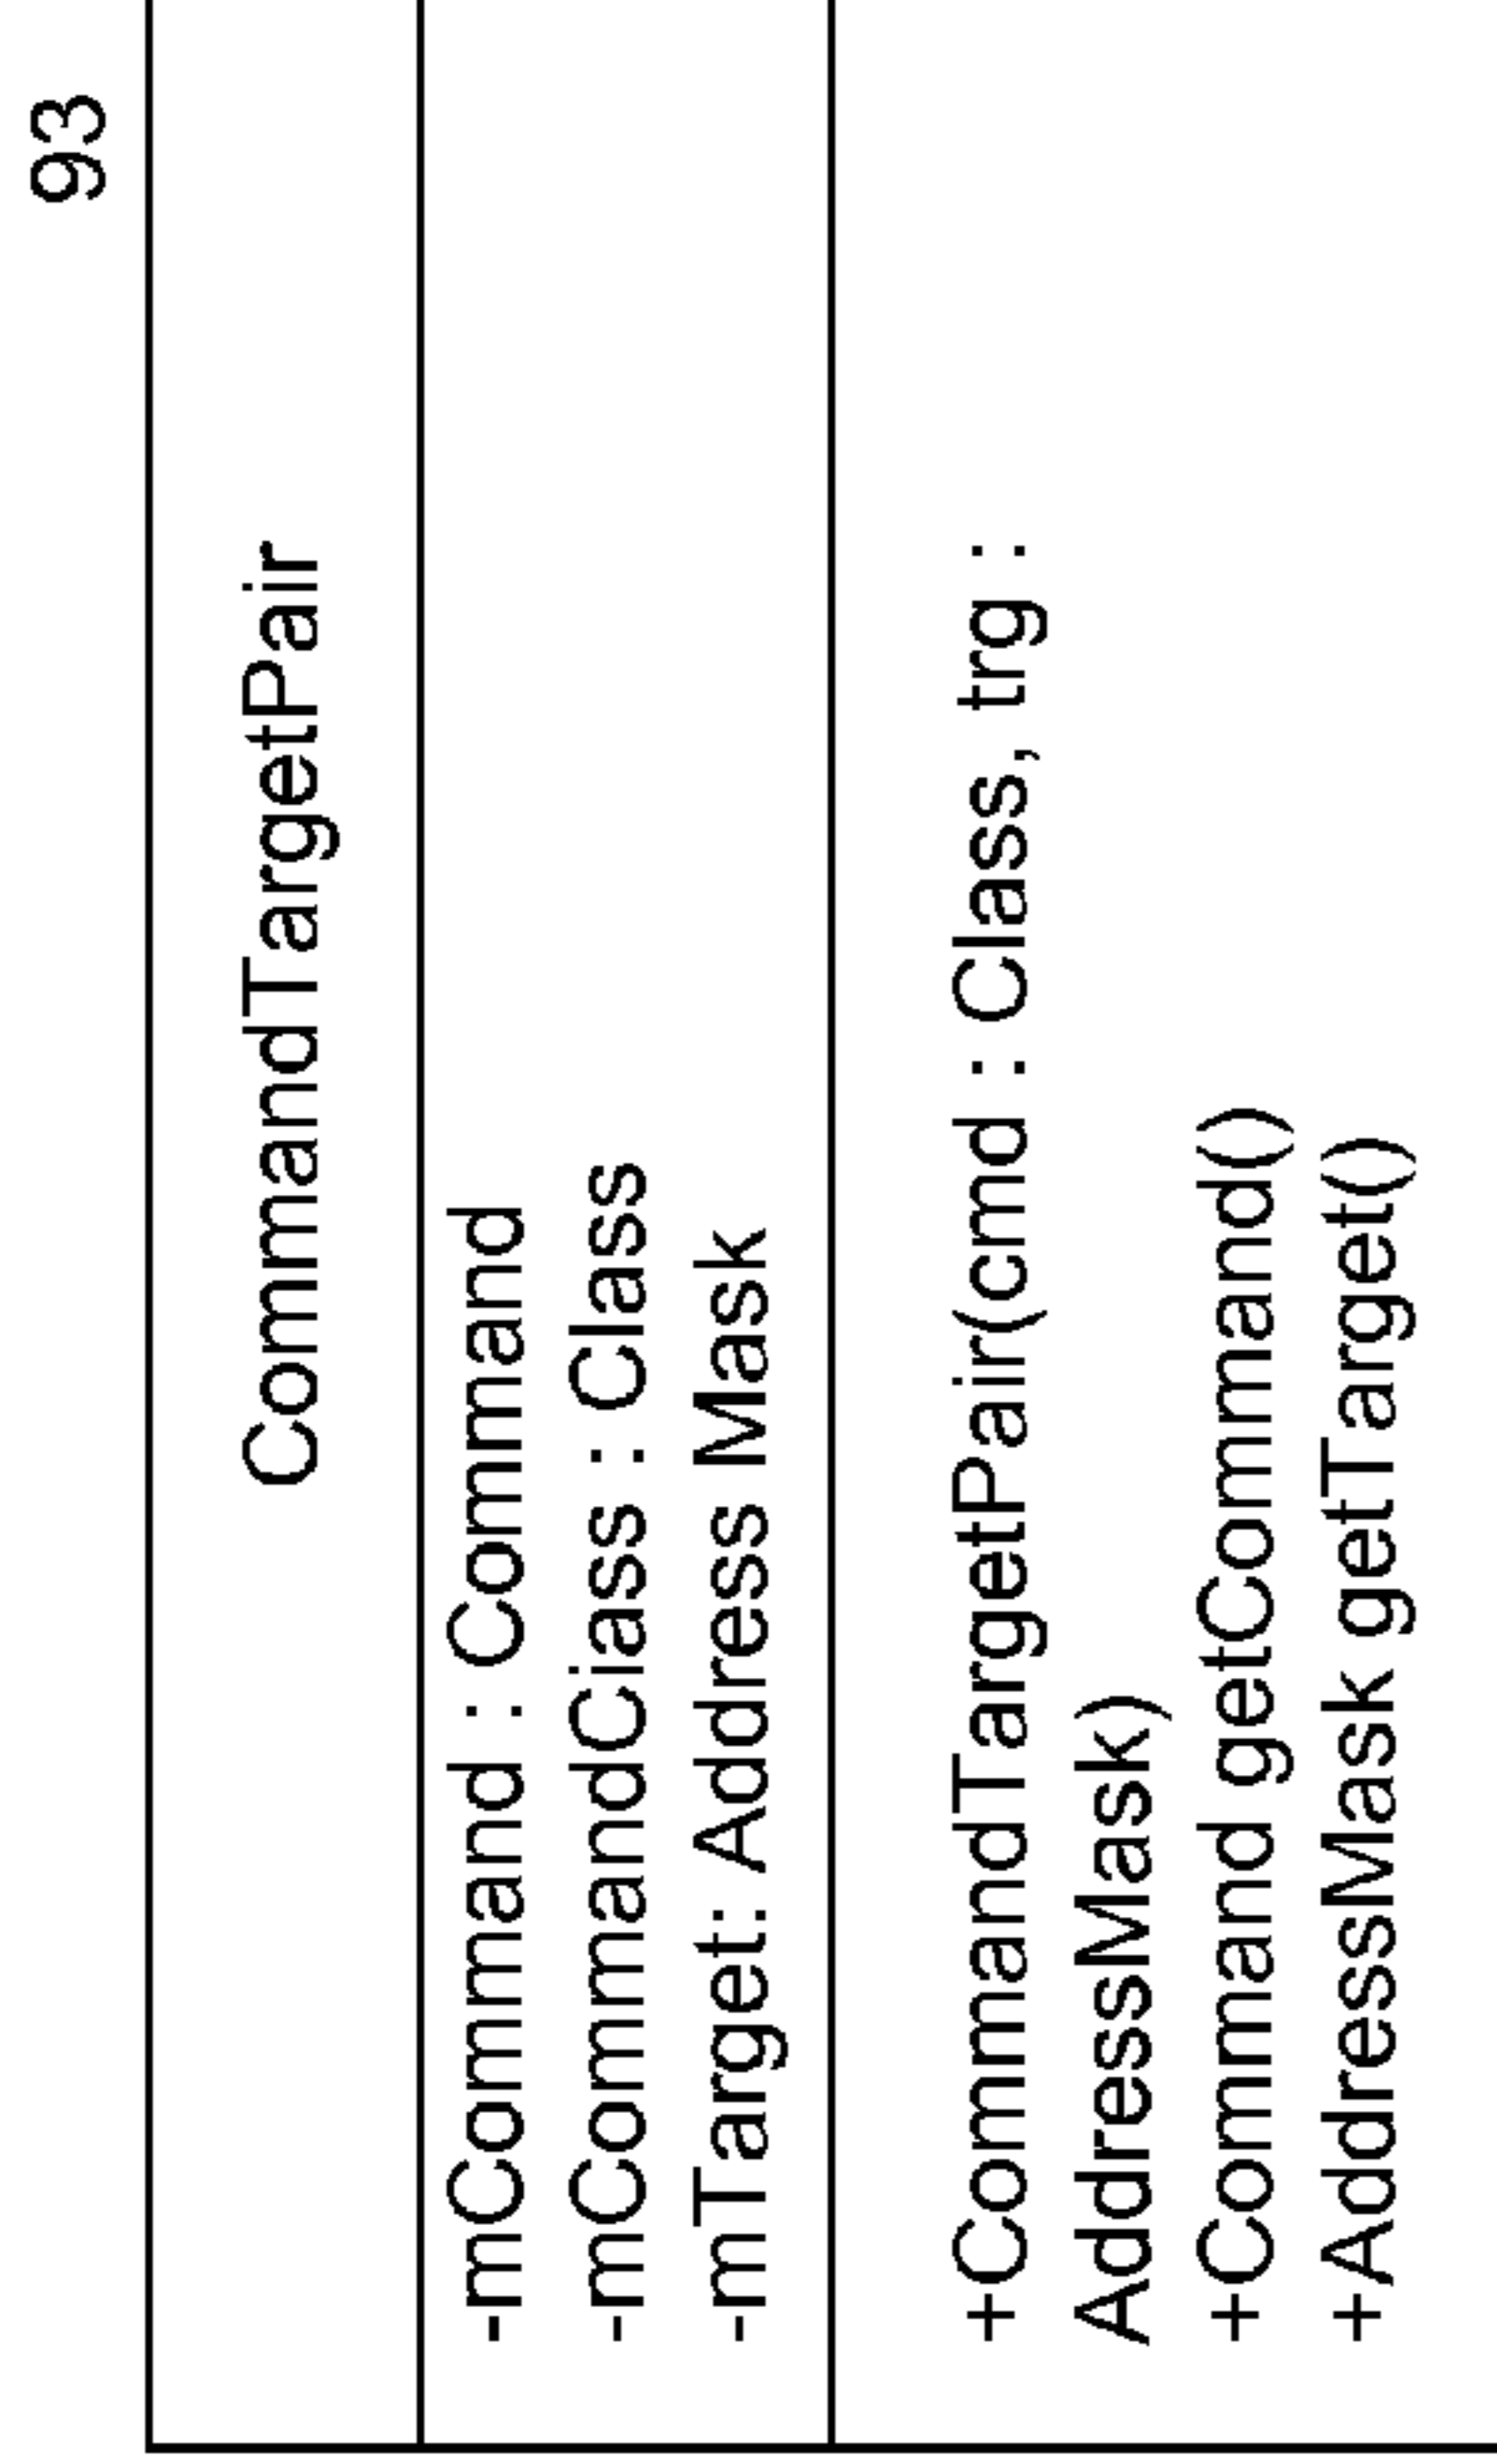 93
CommandTargetPair
-mCommand : Command
-mCommandCiass : Class
-mTarget: Address Mask
+CommandTargetPair(cmd : Class, trg :
AddressMask)
+Command getCommand()
+AddressMask getTarget()